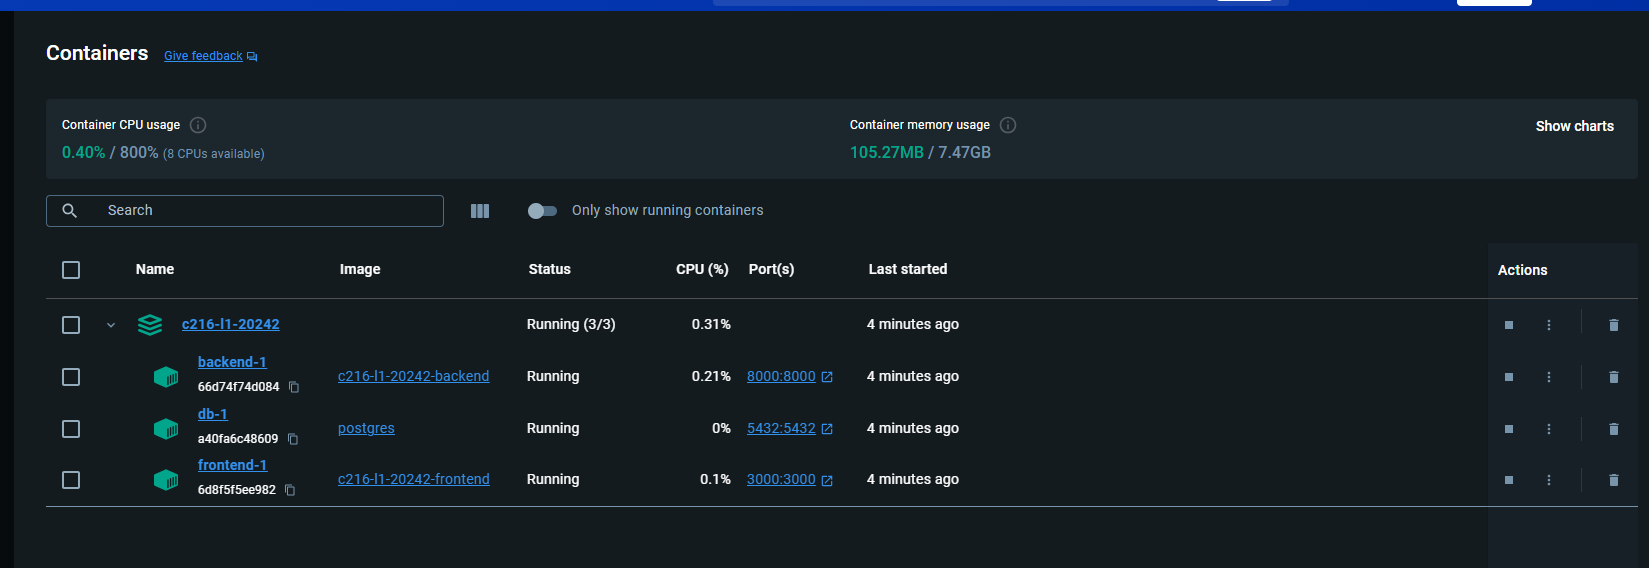 Containers Give feedback
Container CPU usage
0.40% / 800% (8 CPUs available)
Container memory usage
105.27MB / 7.47GB
Show charts
Search
Only show running containers
Name Image Status CPU (%) Port(s) Last started Actions
c216-l1-20242 Running (3/3) 0.31% 4 minutes ago
backend-1
66d74f74d084 c216-l1-20242-backend Running 0.21% 8000:8000 4 minutes ago
db-1
a40fa6c48609 postgres Running 0% 5432:5432 4 minutes ago
frontend-1
6d8f5f5ee982 c216-l1-20242-frontend Running 0.1% 3000:3000 4 minutes ago